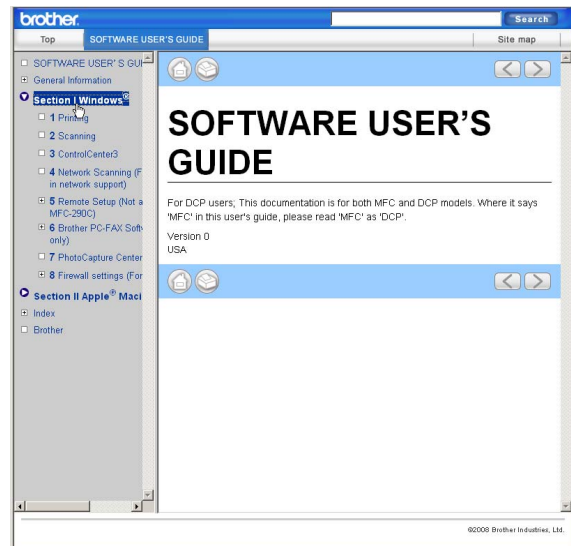 brother.
Search
Top
SOFTWARE USER'S GUIDE
Site map
SOFTWARE USER'S GUI
General Information
Section I Windows®
1 Printing
2 Scanning
3 ControlCenter3
4 Network Scanning (F
in network support)
5 Remote Setup (Not a
MFC-290C)
6 Brother PC-FAX Softw
only)
7 PhotoCapture Center
8 Firewall settings (For
Section II Apple® Maci
Index
Brother
SOFTWARE USER’S
GUIDE
For DCP users; This documentation is for both MFC and DCP models. Where it says
'MFC' in this user's guide, please read 'MFC' as 'DCP'.
Version 0
USA
©2008 Brother Industries, Ltd.